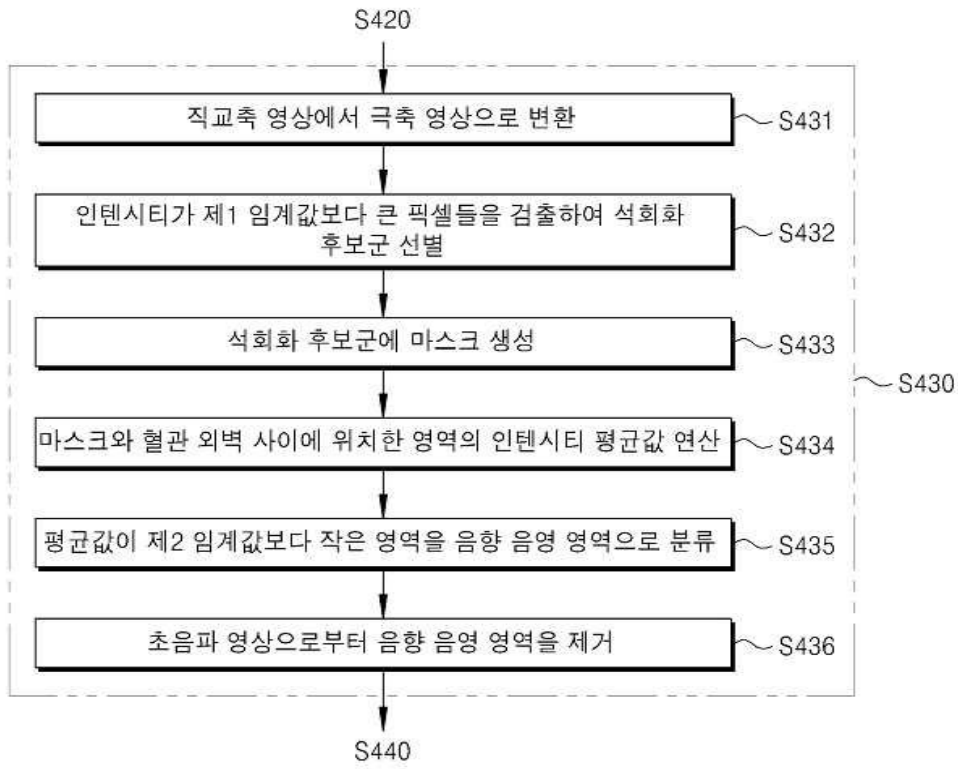 S420
직교축 영상에서 극축 영상으로 변환
S431
인텐시티가 제1 임계값보다 큰 픽셀들을 검출하여 석회화
후보군 선별
S432
석회화 후보군에 마스크 생성
S433
S430
마스크와 혈관 외벽 사이에 위치한 영역의 인텐시티 평균값 연산
S434
평균값이 제2 임계값보다 작은 영역을 음향 음영 영역으로 분류
S435
초음파 영상으로부터 음향 음영 영역을 제거
S436
S440